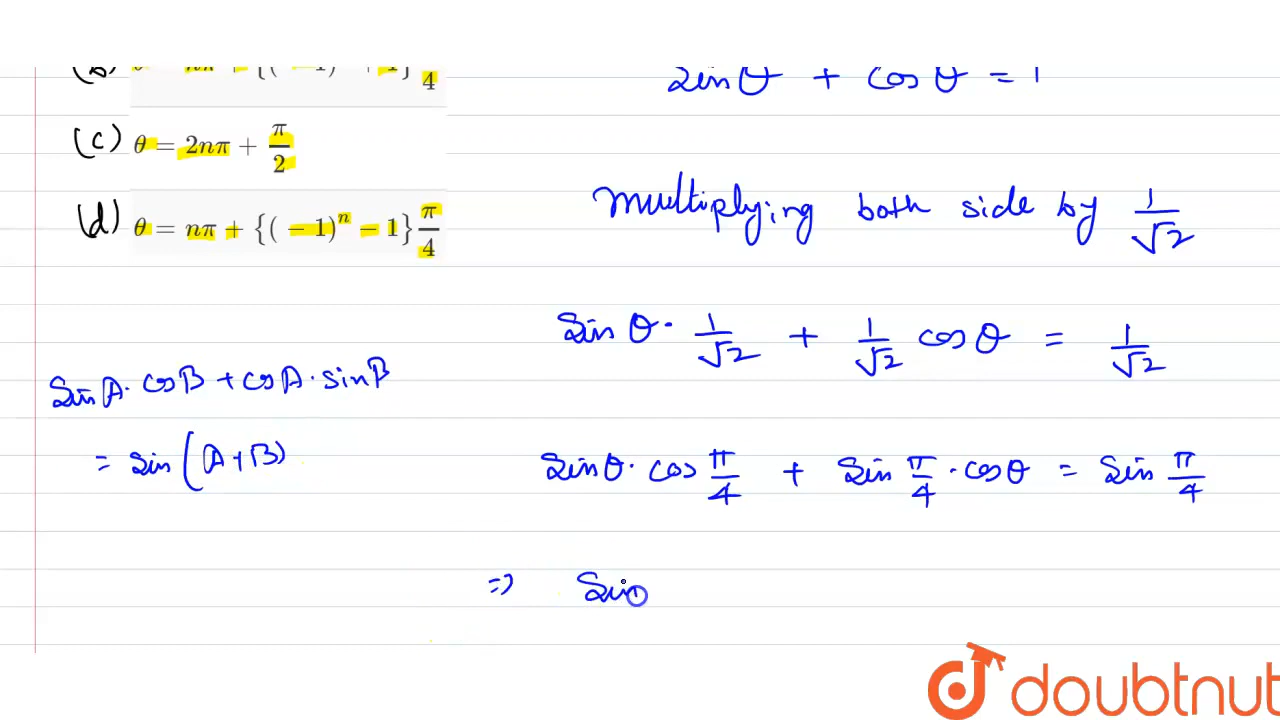 (c) θ = 2nπ + π/2
(d) θ = nπ + {(−1)ⁿ − 1} π/4
sinθ + cosθ = 1
Multiplying both side by 1/√2
sinθ · 1/√2 + 1/√2 cosθ = 1/√2
sinA · cosB + cosA · sinB
= sin (A+B)
sinθ · cos π/4 + sin π/4 · cosθ = sin π/4
⇒ sin
doubtnut